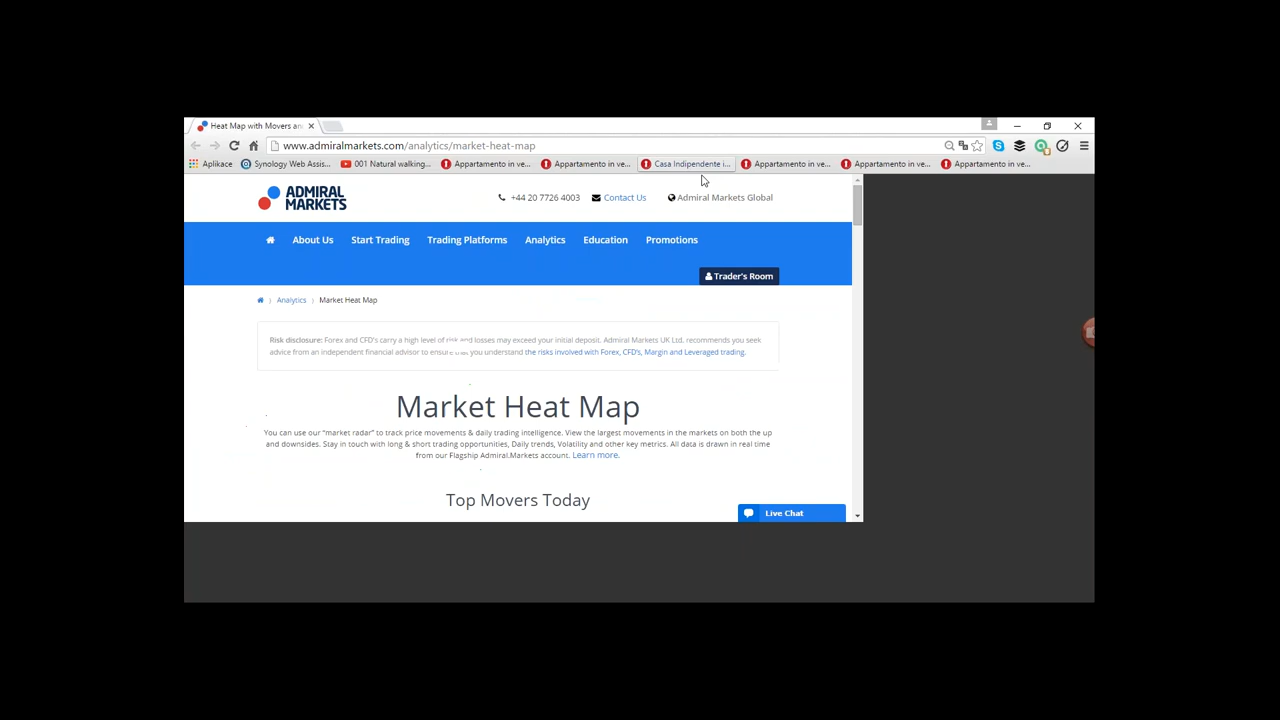 Heat Map with Movers an
www.admiralmarkets.com/analytics/market-heat-map
Aplikace Synology Web Assis... 001 Natural walking... Appartamento in ve... Appartamento in ve... Casa Indipendente i... Appartamento in ve... Appartamento in ve... Appartamento in ve...
ADMIRAL
MARKETS
+44 20 7726 4003 Contact Us Admiral Markets Global
About Us Start Trading Trading Platforms Analytics Education Promotions
Trader's Room
Analytics Market Heat Map
Risk disclosure: Forex and CFD's carry a high level of risk and losses may exceed your initial deposit. Admiral Markets UK Ltd. recommends you seek
advice from an independent financial advisor to ensure you understand the risks involved with Forex, CFD's, Margin and Leveraged trading.
Market Heat Map
You can use our "market radar" to track price movements & daily trading intelligence. View the largest movements in the markets on both the up
and downsides. Stay in touch with long & short trading opportunities, Daily trends, Volatility and other key metrics. All data is drawn in real time
from our Flagship Admiral.Markets account. Learn more.
Top Movers Today
Live Chat